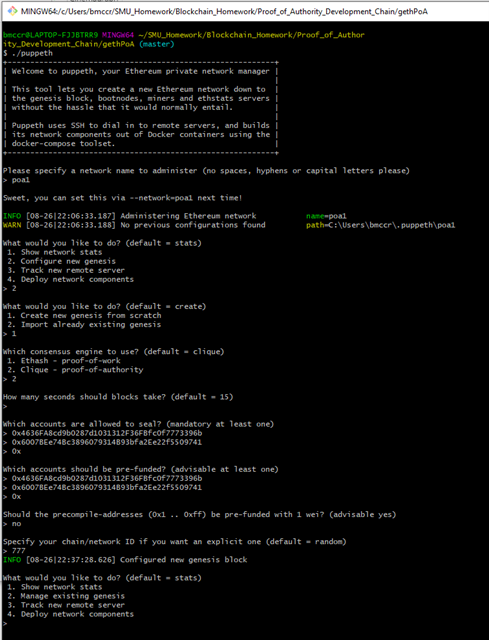 MINGW64:/c/Users/bmccr/SMU_Homework/Blockchain_Homework/Proof_of_Authority_Development_Chain/gethPoA
bmccr@LAPTOP-FJJBTRR9 MINGW64 ~/SMU_Homework/Blockchain_Homework/Proof_of_Author
ity_Development_Chain/gethPoA (master)
$ ./puppeth
+-----------------------------------------------------------+
| Welcome to puppeth, your Ethereum private network manager |
|                                                           |
| This tool lets you create a new Ethereum network down to  |
| the genesis block, bootnodes, miners and ethstats servers |
| without the hassle that it would normally entail.         |
|                                                           |
| Puppeth uses SSH to dial in to remote servers, and builds |
| its network components out of Docker containers using the |
| docker-compose toolset.                                   |
+-----------------------------------------------------------+
Please specify a network name to administer (no spaces, hyphens or capital letters please)
> poa1
Sweet, you can set this via --network=poa1 next time!
INFO [08-26|22:06:33.187] Administering Ethereum network name=poa1
WARN [08-26|22:06:33.188] No previous configurations found path=C:\Users\bmccr\.puppeth\poa1
What would you like to do? (default = stats)
1. Show network stats
2. Configure new genesis
3. Track new remote server
4. Deploy network components
> 2
What would you like to do? (default = create)
1. Create new genesis from scratch
2. Import already existing genesis
> 1
Which consensus engine to use? (default = clique)
1. Ethash - proof-of-work
2. Clique - proof-of-authority
> 2
How many seconds should blocks take? (default = 15)
>
Which accounts are allowed to seal? (mandatory at least one)
> 0x4636FA8cd9b0287d1031312F36FBfc0f7773396b
> 0x6007BEe74Bc3896079314B93bfa2Ee22f5509741
> 0x
Which accounts should be pre-funded? (advisable at least one)
> 0x4636FA8cd9b0287d1031312F36FBfc0f7773396b
> 0x6007BEe74Bc3896079314B93bfa2Ee22f5509741
> 0x
Should the precompile-addresses (0x1 .. 0xff) be pre-funded with 1 wei? (advisable yes)
> no
Specify your chain/network ID if you want an explicit one (default = random)
> 777
INFO [08-26|22:37:28.626] Configured new genesis block
What would you like to do? (default = stats)
1. Show network stats
2. Manage existing genesis
3. Track new remote server
4. Deploy network components
>